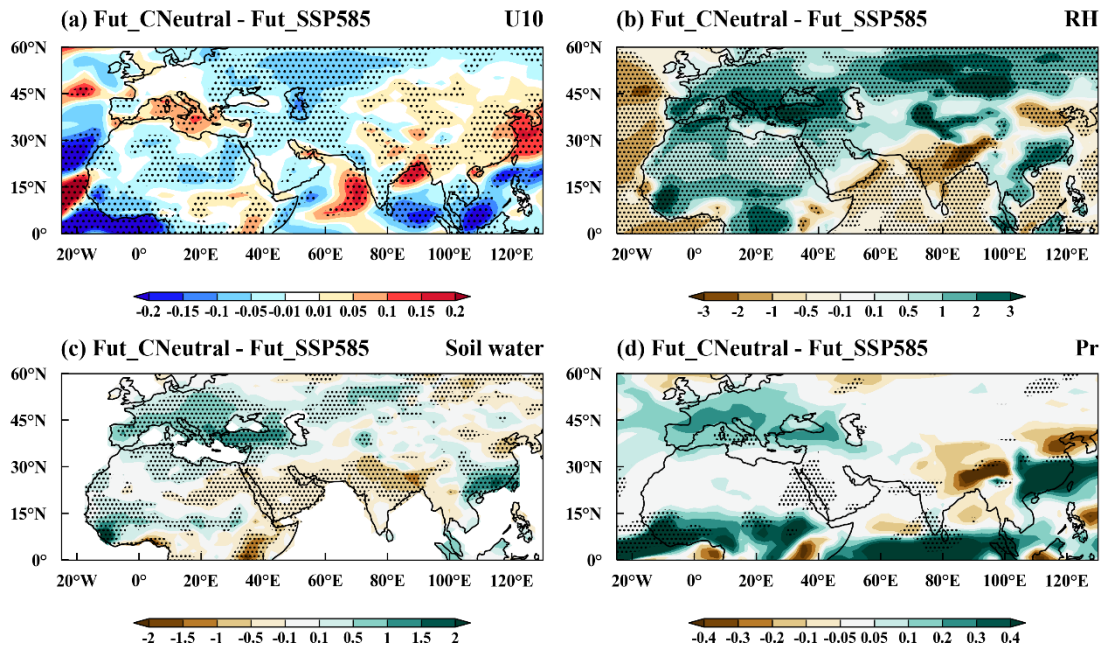 (a) Fut_CNeutral - Fut_SSP585 U10
60°N
45°N
30°N
15°N
0°
20°W 0° 20°E 40°E 60°E 80°E 100°E 120°E
-0.2 -0.15 -0.1 -0.05 -0.01 0.01 0.05 0.1 0.15 0.2
(b) Fut_CNeutral - Fut_SSP585 RH
60°N
45°N
30°N
15°N
0°
20°W 0° 20°E 40°E 60°E 80°E 100°E 120°E
-3 -2 -1 -0.5 -0.1 0.1 0.5 1 2 3
(c) Fut_CNeutral - Fut_SSP585 Soil water
60°N
45°N
30°N
15°N
0°
20°W 0° 20°E 40°E 60°E 80°E 100°E 120°E
-2 -1.5 -1 -0.5 -0.1 0.1 0.5 1 1.5 2
(d) Fut_CNeutral - Fut_SSP585 Pr
60°N
45°N
30°N
15°N
0°
20°W 0° 20°E 40°E 60°E 80°E 100°E 120°E
-0.4 -0.3 -0.2 -0.1 -0.05 0.05 0.1 0.2 0.3 0.4